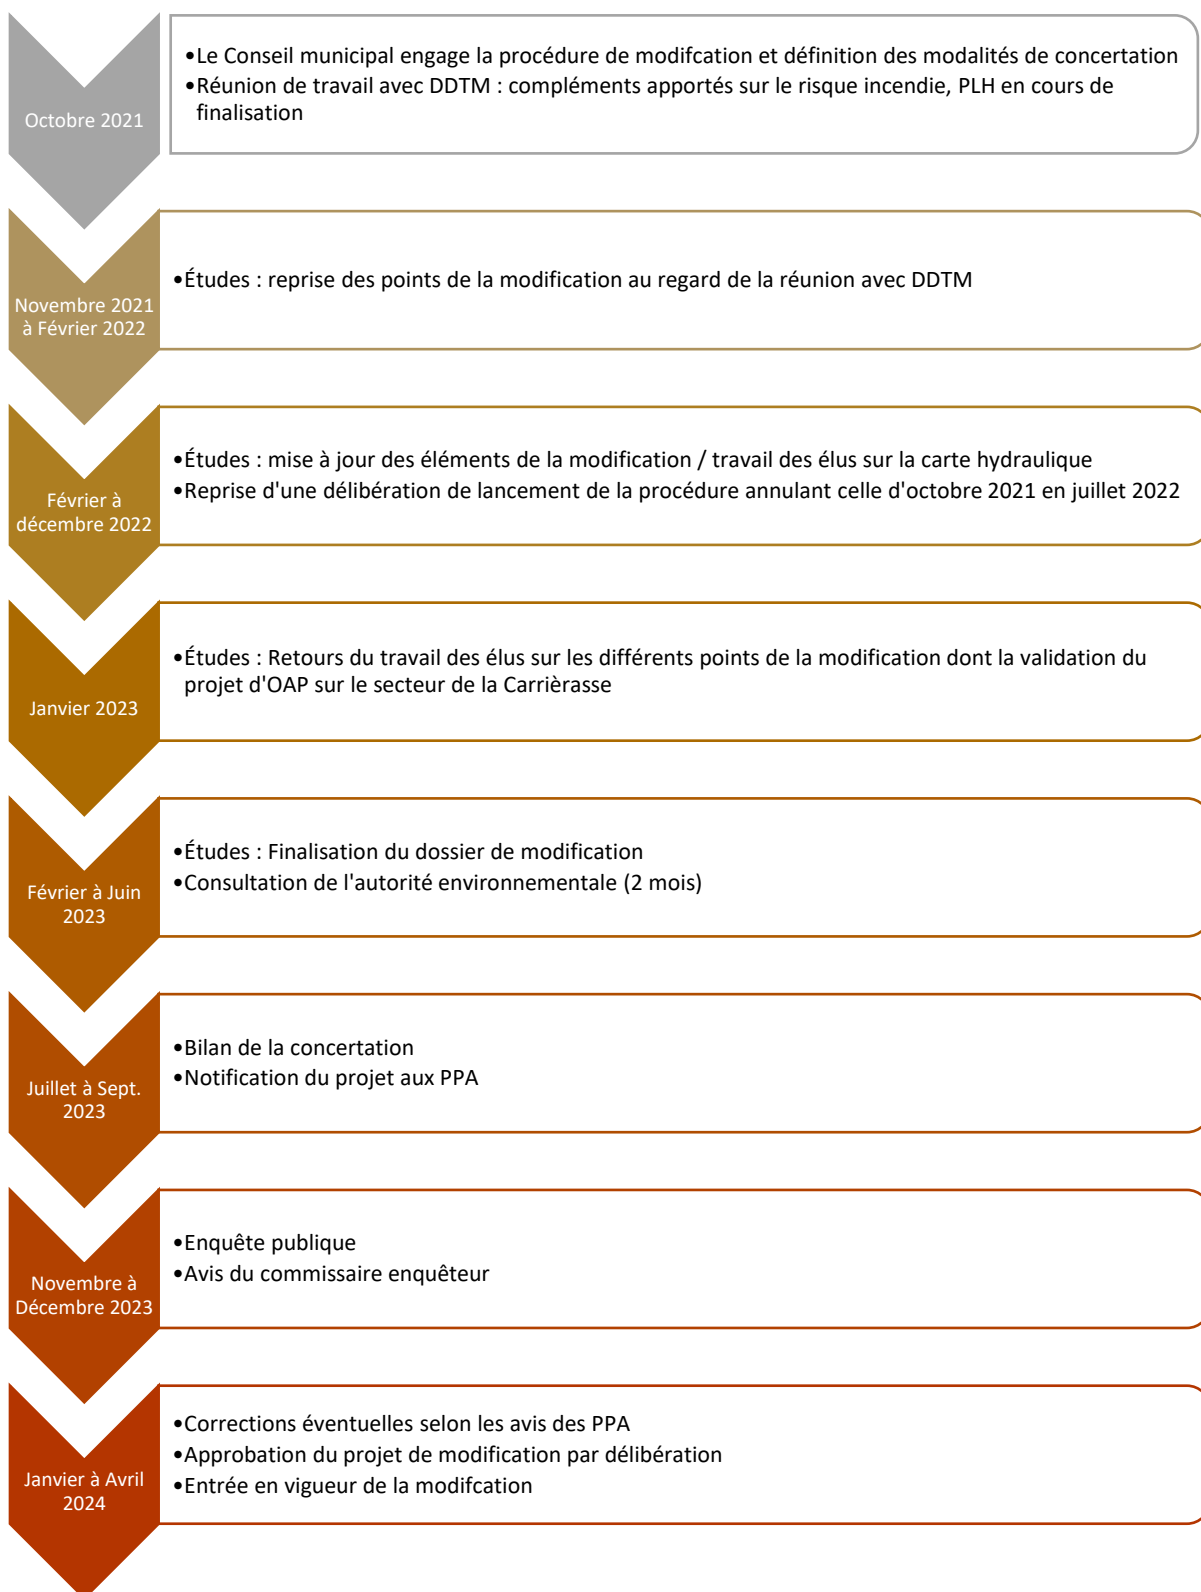 Octobre 2021
•Le Conseil municipal engage la procédure de modifcation et définition des modalités de concertation
•Réunion de travail avec DDTM : compléments apportés sur le risque incendie, PLH en cours de
finalisation
Novembre 2021
à Février 2022
•Études : reprise des points de la modification au regard de la réunion avec DDTM
Février à
décembre 2022
•Études : mise à jour des éléments de la modification / travail des élus sur la carte hydraulique
•Reprise d'une délibération de lancement de la procédure annulant celle d'octobre 2021 en juillet 2022
Janvier 2023
•Études : Retours du travail des élus sur les différents points de la modification dont la validation du
projet d'OAP sur le secteur de la Carrièrasse
Février à Juin
2023
•Études : Finalisation du dossier de modification
•Consultation de l'autorité environnementale (2 mois)
Juillet à Sept.
2023
•Bilan de la concertation
•Notification du projet aux PPA
Novembre à
Décembre 2023
•Enquête publique
•Avis du commissaire enquêteur
Janvier à Avril
2024
•Corrections éventuelles selon les avis des PPA
•Approbation du projet de modification par délibération
•Entrée en vigueur de la modifcation